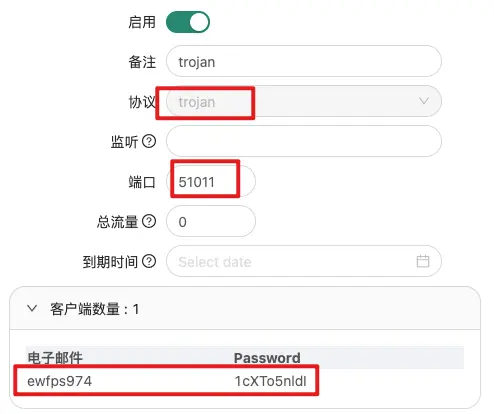 启用
备注 trojan
协议 trojan
监听
端口 51011
总流量 0
到期时间 Select date
客户端数量 : 1
电子邮件 Password
ewfps974 1cXTo5nldl